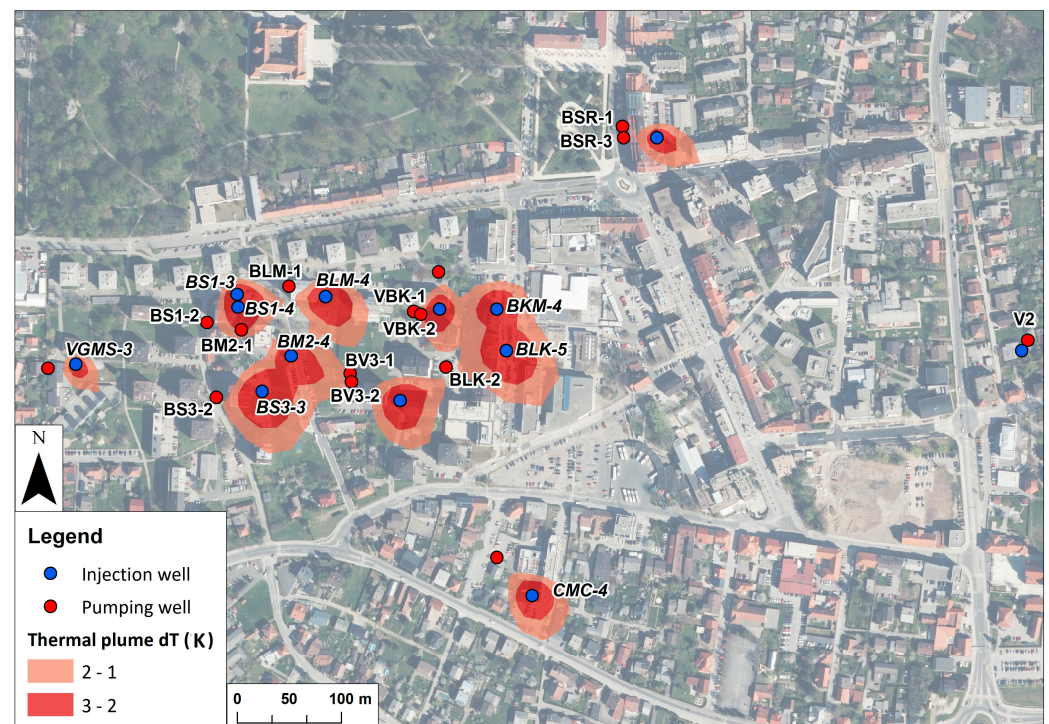 BSR-1
BSR-3
BS1-3
BLM-1
BLM-4
BS1-4
VBK-1
BKM-4
BS1-2
VBK-2
V2
BM2-1
BM2-4
BLK-5
VGMS-3
BV3-1
BV3-2
BLK-2
BS3-2
BS3-3
N
Legend
Injection well
Pumping well
Thermal plume dT (K)
2 - 1
3 - 2
CMC-4
0 50 100 m